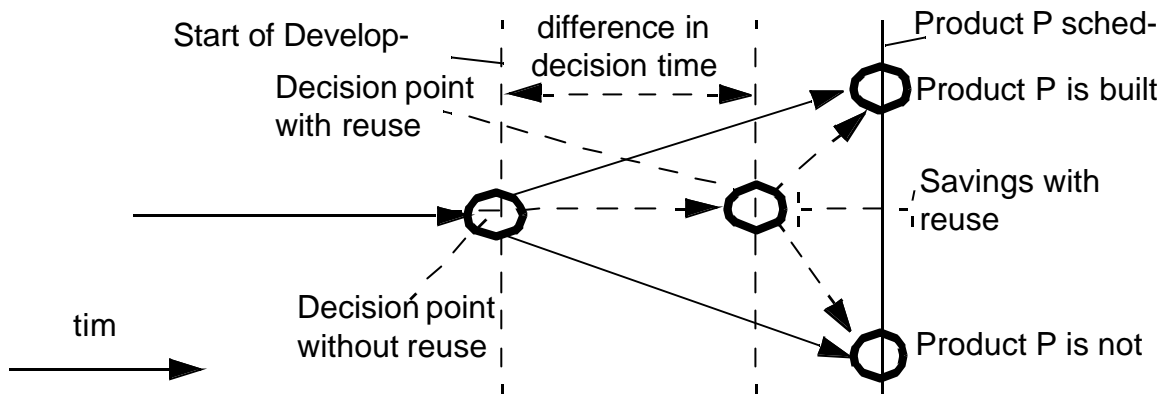 Start of Develop-
difference in
decision time
Product P sched-
Decision point
with reuse
Product P is built
Savings with
reuse
Decision point
without reuse
tim
Product P is not